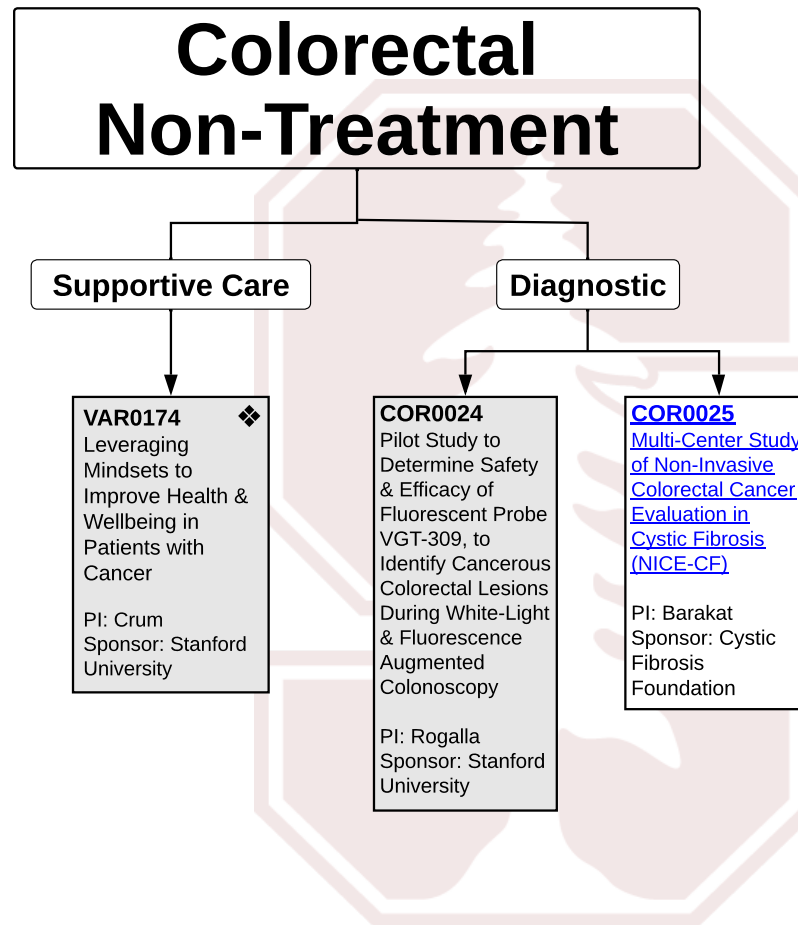 Colorectal
Non-Treatment
Supportive Care
Diagnostic
VAR0174 ❖
Leveraging
Mindsets to
Improve Health &
Wellbeing in
Patients with
Cancer
PI: Crum
Sponsor: Stanford
University
COR0024
Pilot Study to
Determine Safety
& Efficacy of
Fluorescent Probe
VGT-309, to
Identify Cancerous
Colorectal Lesions
During White-Light
& Fluorescence
Augmented
Colonoscopy
PI: Rogalla
Sponsor: Stanford
University
COR0025
Multi-Center Study
of Non-Invasive
Colorectal Cancer
Evaluation in
Cystic Fibrosis
(NICE-CF)
PI: Barakat
Sponsor: Cystic
Fibrosis
Foundation